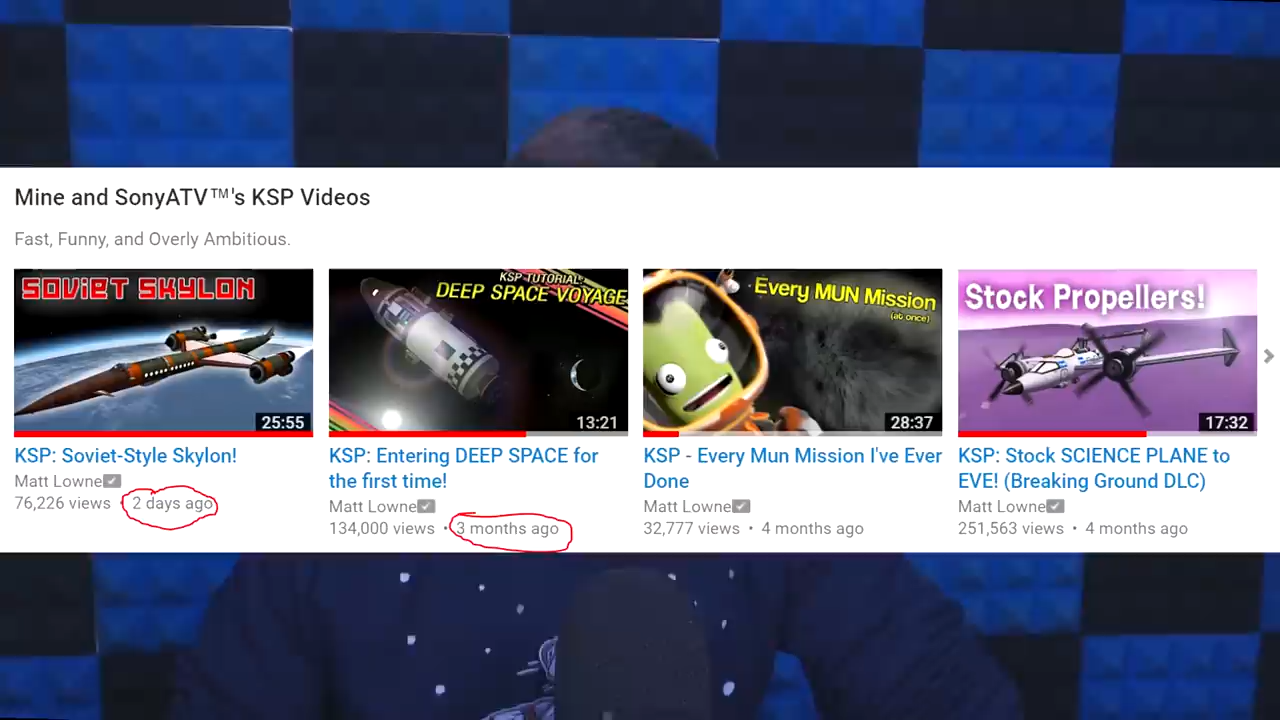 Mine and SonyATV™'s KSP Videos
Fast, Funny, and Overly Ambitious.
SOVIET SKYLON
25:55
KSP: Soviet-Style Skylon!
Matt Lowne
76,226 views • 2 days ago
KSP TUTORIAL:
DEEP SPACE VOYAGE
13:21
KSP: Entering DEEP SPACE for
the first time!
Matt Lowne
134,000 views • 3 months ago
Every MUN Mission
(at once)
28:37
KSP - Every Mun Mission I've Ever
Done
Matt Lowne
32,777 views • 4 months ago
Stock Propellers!
17:32
KSP: Stock SCIENCE PLANE to
EVE! (Breaking Ground DLC)
Matt Lowne
251,563 views • 4 months ago